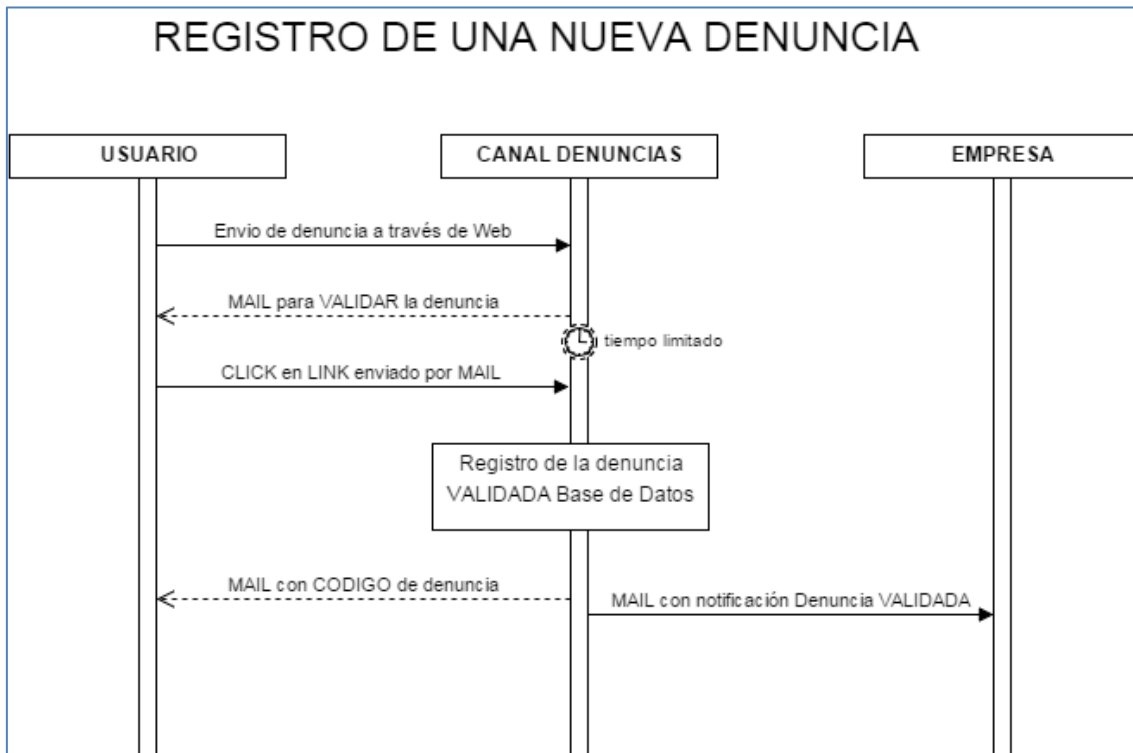 REGISTRO DE UNA NUEVA DENUNCIA
USUARIO
CANAL DENUNCIAS
EMPRESA
Envio de denuncia a través de Web
MAIL para VALIDAR la denuncia
tiempo limitado
CLICK en LINK enviado por MAIL
Registro de la denuncia
VALIDADA Base de Datos
MAIL con CODIGO de denuncia
MAIL con notificación Denuncia VALIDADA